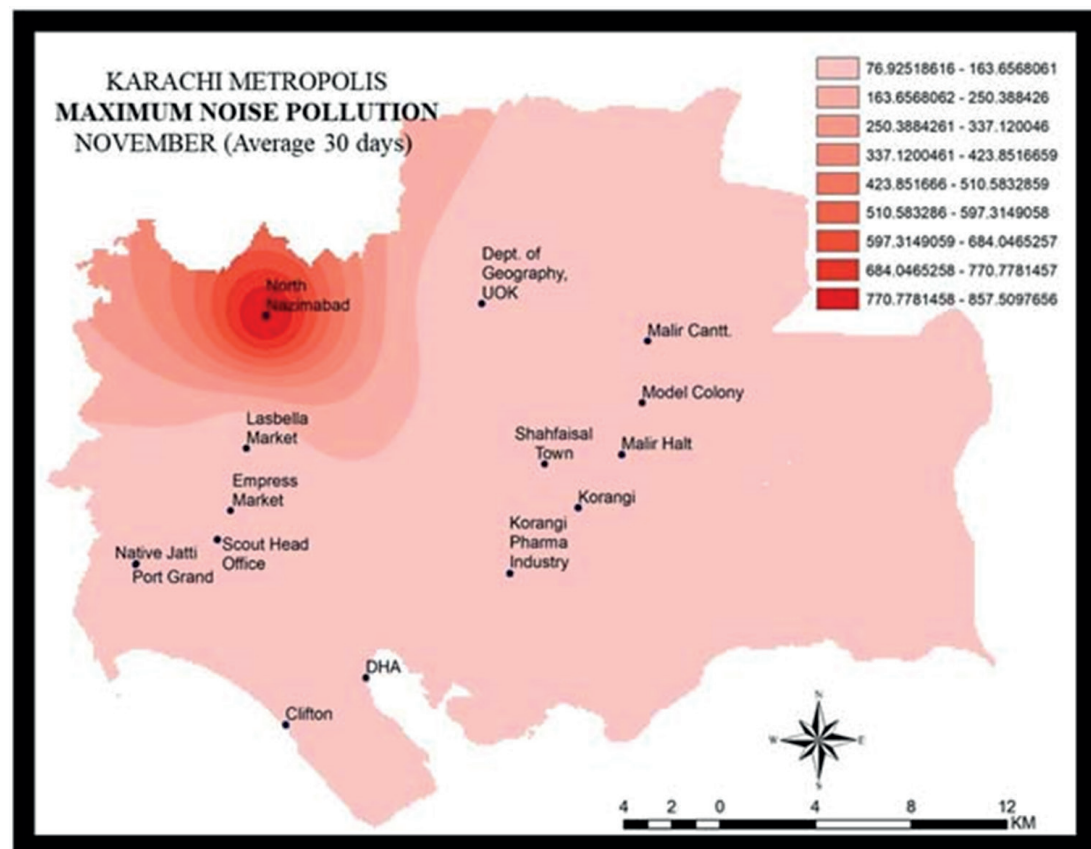 KARACHI METROPOLIS
MAXIMUM NOISE POLLUTION
NOVEMBER (Average 30 days)
76.92518616 - 163.6568061
163.6568062 - 250.388426
250.3884261 - 337.120046
337.1200461 - 423.8516659
423.851666 - 510.5832859
510.583286 - 597.3149058
597.3149059 - 684.0465257
684.0465258 - 770.7781457
770.7781458 - 857.5097656
Dept. of
Geography,
UOK
North
Nazimabad
Malir Cantt.
Model Colony
Lasbella
Market
Shahfaisal
Town
Malir Halt
Empress
Market
Korangi
Korangi
Pharma
Industry
Scout Head
Office
Native Jatti
Port Grand
DHA
Clifton
N
W
E
S
4 2 0 4 8 12
KM